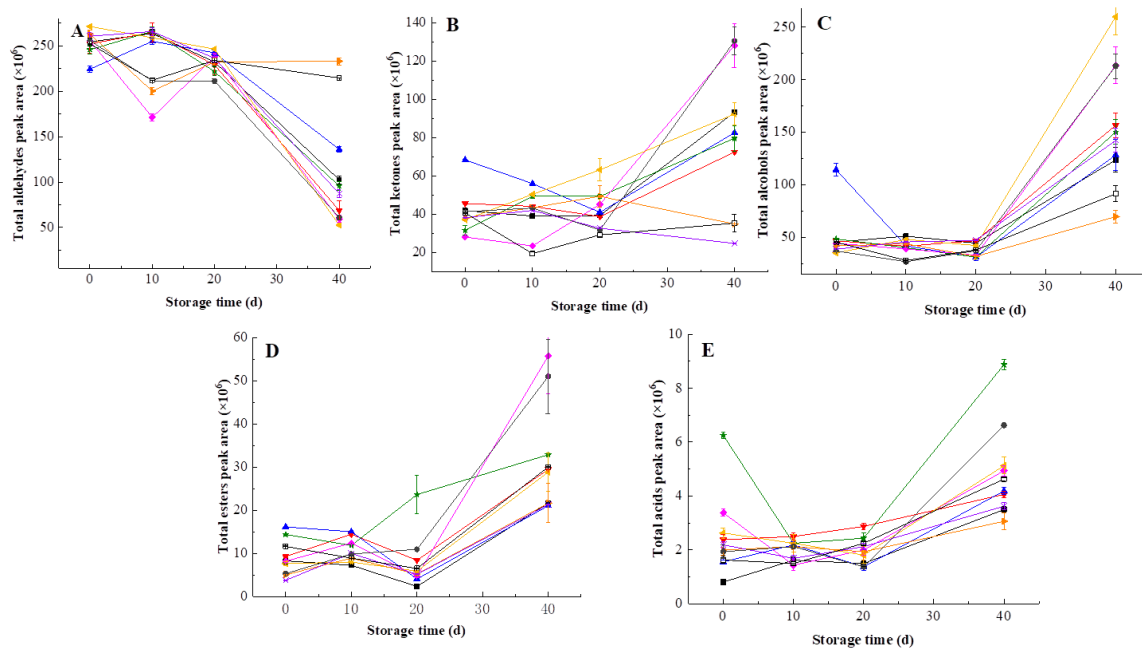 A
Total aldehydes peak area (×10⁶)
250
200
150
100
50
0 10 20 30 40
Storage time (d)
B
Total ketones peak area (×10⁶)
140
120
100
80
60
40
20
0 10 20 30 40
Storage time (d)
C
Total alcohols peak area (×10⁶)
250
200
150
100
50
0 10 20 30 40
Storage time (d)
D
Total esters peak area (×10⁶)
60
50
40
30
20
10
0
0 10 20 30 40
Storage time (d)
E
Total acids peak area (×10⁶)
10
8
6
4
2
0
0 10 20 30 40
Storage time (d)